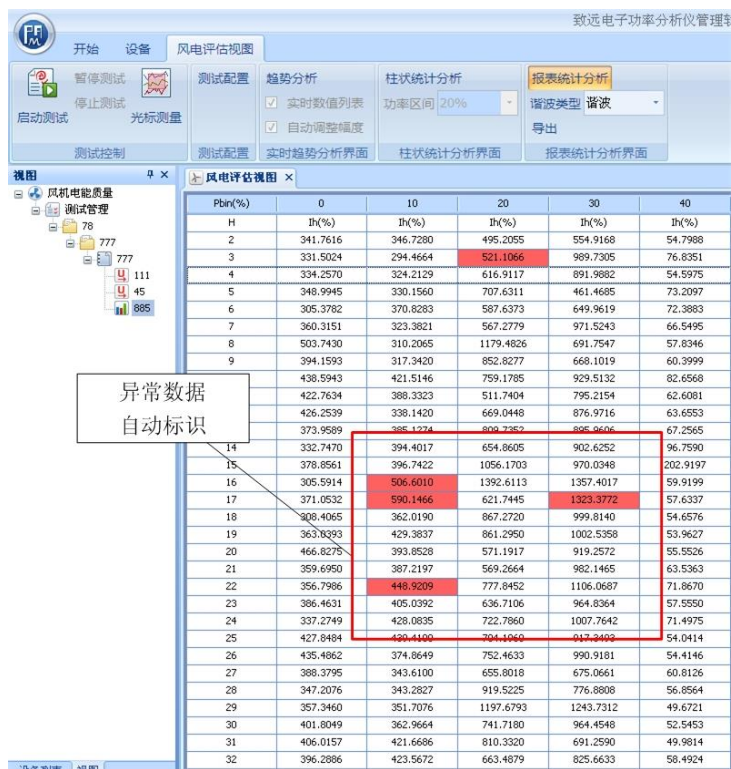 致远电子功率分析仪管理软
开始 设备 风电评估视图
启动测试
暂停测试
停止测试
光标测量
测试控制
测试配置
测试配置
趋势分析
实时数值列表
自动调整幅度
实时趋势分析界面
柱状统计分析
功率区间 20%
柱状统计分析界面
报表统计分析
谐波类型 谐波
导出
报表统计分析界面
视图
风机电能质量
测试管理
78
777
777
111
45
885
风电评估视图
Pbin(%) 0 10 20 30 40
H Ih(%) Ih(%) Ih(%) Ih(%) Ih(%)
2 341.7616 346.7280 495.2055 554.9168 54.7988
3 331.5024 294.4664 521.1066 989.7305 76.8351
4 334.2570 324.2129 616.9117 891.9882 54.5975
5 348.9945 330.1560 707.6311 461.4685 73.2097
6 305.3782 370.8283 587.6373 649.9619 72.3883
7 360.3151 323.3821 567.2779 971.5243 66.5495
8 503.7430 310.2065 1179.4826 691.7547 57.8346
9 394.1593 317.3420 852.8277 668.1019 60.3999
438.5943 421.5146 759.1785 929.5132 82.6568
422.7634 388.3323 511.7404 795.2154 62.6081
426.2539 338.1420 669.0448 876.9716 63.6553
373.9589 385.1274 809.7352 895.9606 67.2565
异常数据
自动标识
14 332.7470 394.4017 654.8605 902.6252 96.7590
15 378.8561 396.7422 1056.1703 970.0348 202.9197
16 305.5914 506.6010 1392.6113 1357.4017 59.9199
17 371.0532 590.1466 621.7445 1323.3772 57.6337
18 308.4065 362.0190 867.2720 999.8140 54.6576
19 363.0393 429.3837 861.2950 1002.5358 53.9627
20 466.8275 393.8528 571.1917 919.2572 55.5526
21 359.6950 387.2197 569.2664 982.1465 63.5363
22 356.7986 448.9209 777.8452 1106.0687 71.8670
23 386.4631 405.0392 636.7106 964.8364 57.5550
24 337.2749 428.0835 722.7860 1007.7642 71.4975
25 427.8484 54.0414
26 435.4862 374.8649 752.4633 990.9181 54.4146
27 388.3795 343.6100 655.8018 675.0661 60.8126
28 347.2076 343.2827 919.5225 776.8808 56.8564
29 357.3460 351.7076 1197.6793 1243.7312 49.6721
30 401.8049 362.9664 741.7180 964.4548 52.5453
31 406.0157 421.6686 810.3320 691.2590 49.9814
32 396.2886 423.5672 663.4879 825.6633 58.4924